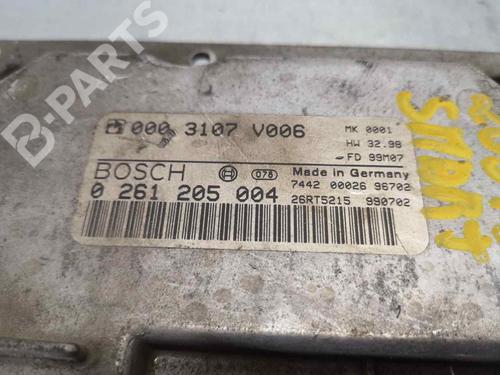 000 3107 V006
MK 0001
HW 32.98
FD 99M07
BOSCH
078
Made in Germany
0 261 205 004
7442 00026 96702
26RT5215 990702
B-PARTS